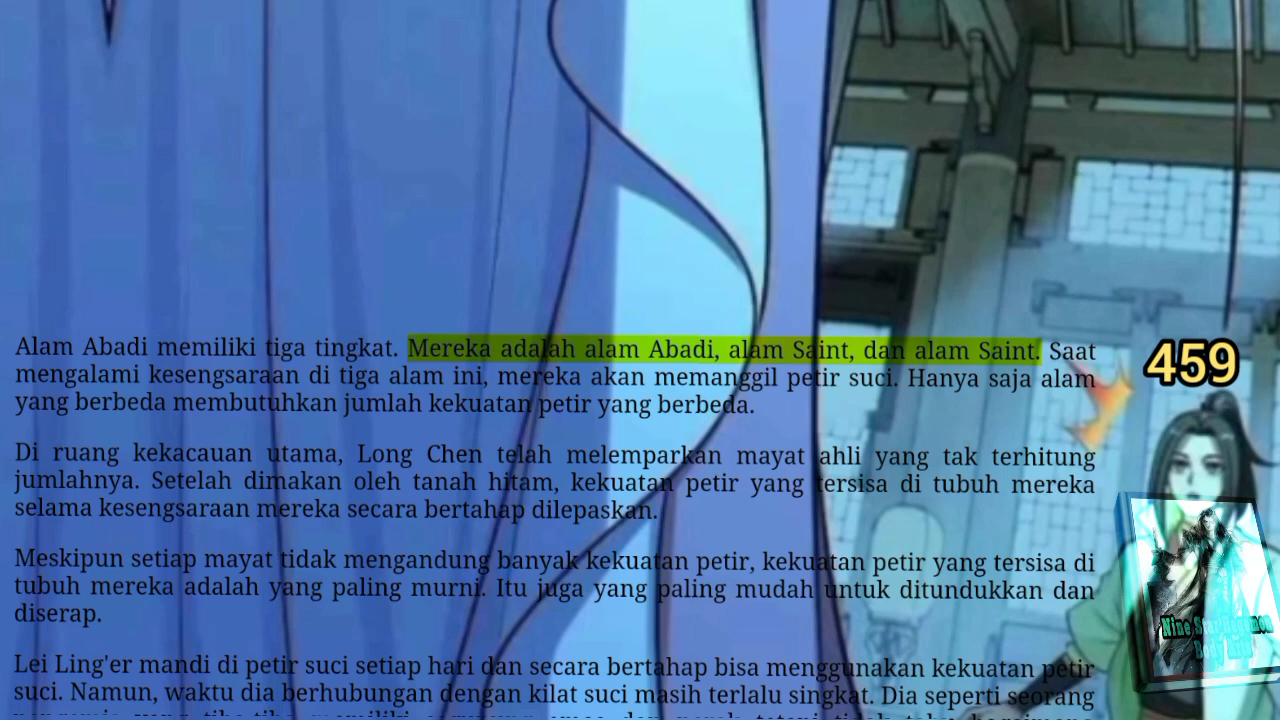 Alam Abadi memiliki tiga tingkat. Mereka adalah alam Abadi, alam Saint, dan alam Saint. Saat
mengalami kesengsaraan di tiga alam ini, mereka akan memanggil petir suci. Hanya saja alam
yang berbeda membutuhkan jumlah kekuatan petir yang berbeda.
459
Di ruang kekacauan utama, Long Chen telah melemparkan mayat ahli yang tak terhitung
jumlahnya. Setelah dimakan oleh tanah hitam, kekuatan petir yang tersisa di tubuh mereka
selama kesengsaraan mereka secara bertahap dilepaskan.
Meskipun setiap mayat tidak mengandung banyak kekuatan petir, kekuatan petir yang tersisa di
tubuh mereka adalah yang paling murni. Itu juga yang paling mudah untuk ditundukkan dan
diserap.
Nine Star Hegemon
Body Arts
Lei Ling'er mandi di petir suci setiap hari dan secara bertahap bisa menggunakan kekuatan petir
suci. Namun, waktu dia berhubungan dengan kilat suci masih terlalu singkat. Dia seperti seorang